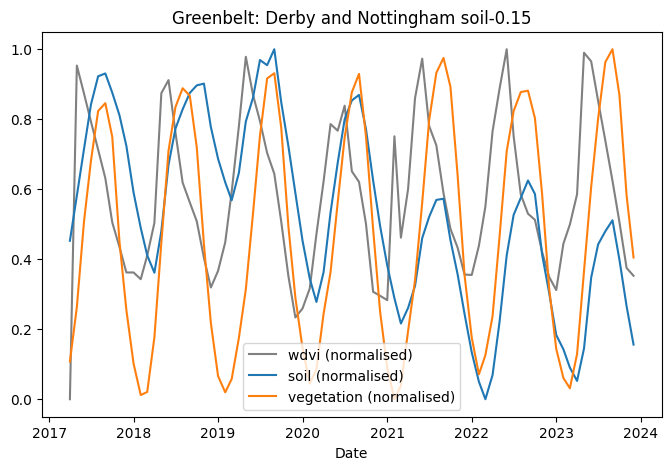 Greenbelt: Derby and Nottingham soil-0.15
1.0
0.8
0.6
0.4
0.2
0.0
wdvi (normalised)
soil (normalised)
vegetation (normalised)
2017 2018 2019 2020 2021 2022 2023 2024
Date